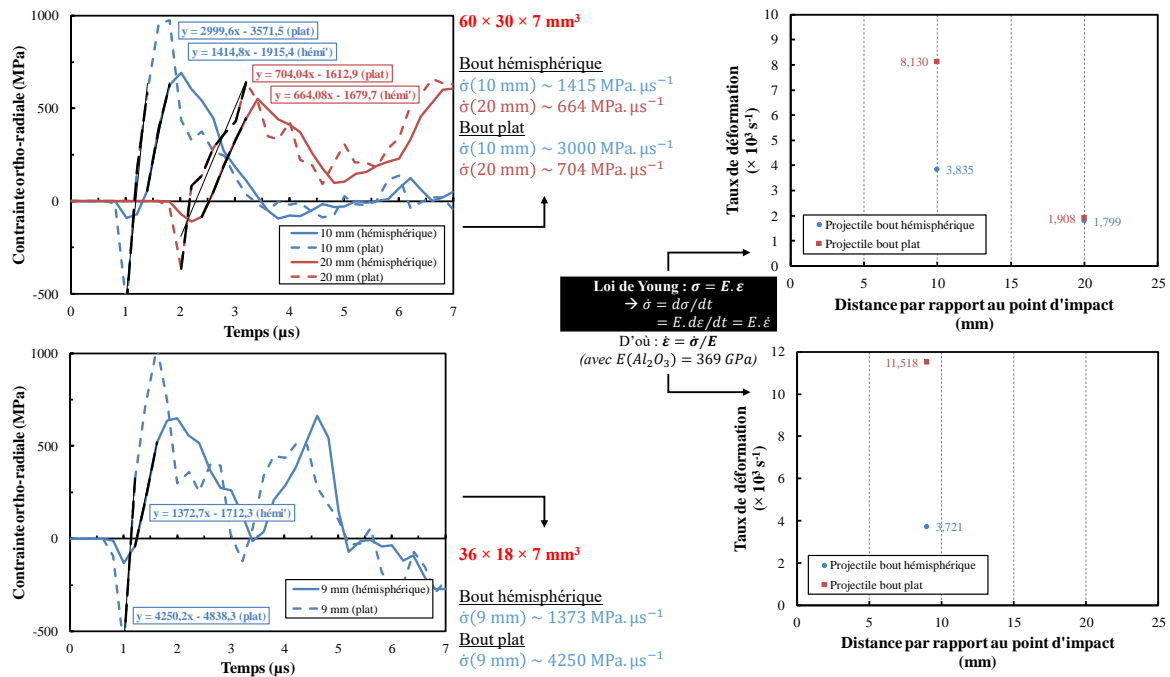 1000
500
0
-500
Contrainte ortho-radiale (MPa)
y = 2999,6x - 3571,5 (plat)
y = 1414,8x - 1915,4 (hémi')
y = 704,04x - 1612,9 (plat)
y = 664,08x - 1679,7 (hémi')
10 mm (hémisphérique)
10 mm (plat)
20 mm (hémisphérique)
20 mm (plat)
0 1 2 3 4 5 6 7
Temps (µs)
60 × 30 × 7 mm³
Bout hémisphérique
σ̇(10 mm) ~ 1415 MPa. µs⁻¹
σ̇(20 mm) ~ 664 MPa. µs⁻¹
Bout plat
σ̇(10 mm) ~ 3000 MPa. µs⁻¹
σ̇(20 mm) ~ 704 MPa. µs⁻¹
Taux de déformation
(× 10³ s⁻¹)
10
9
8
7
6
5
4
3
2
1
0
8,130
3,835
1,908
1,799
Projectile bout hémisphérique
Projectile bout plat
0 5 10 15 20 25
Distance par rapport au point d'impact
(mm)
Loi de Young : σ = E. ε
→ σ̇ = dσ/dt
= E. dε/dt = E. ε̇
D'où : ε̇ = σ̇/E
(avec E(Al₂O₃) = 369 GPa)
1000
500
0
-500
Contrainte ortho-radiale (MPa)
y = 1372,7x - 1712,3 (hémi')
y = 4250,2x - 4838,3 (plat)
9 mm (hémisphérique)
9 mm (plat)
0 1 2 3 4 5 6 7
Temps (µs)
36 × 18 × 7 mm³
Bout hémisphérique
σ̇(9 mm) ~ 1373 MPa. µs⁻¹
Bout plat
σ̇(9 mm) ~ 4250 MPa. µs⁻¹
Taux de déformation
(× 10³ s⁻¹)
12
10
8
6
4
2
0
11,518
3,721
Projectile bout hémisphérique
Projectile bout plat
0 5 10 15 20 25
Distance par rapport au point d'impact
(mm)